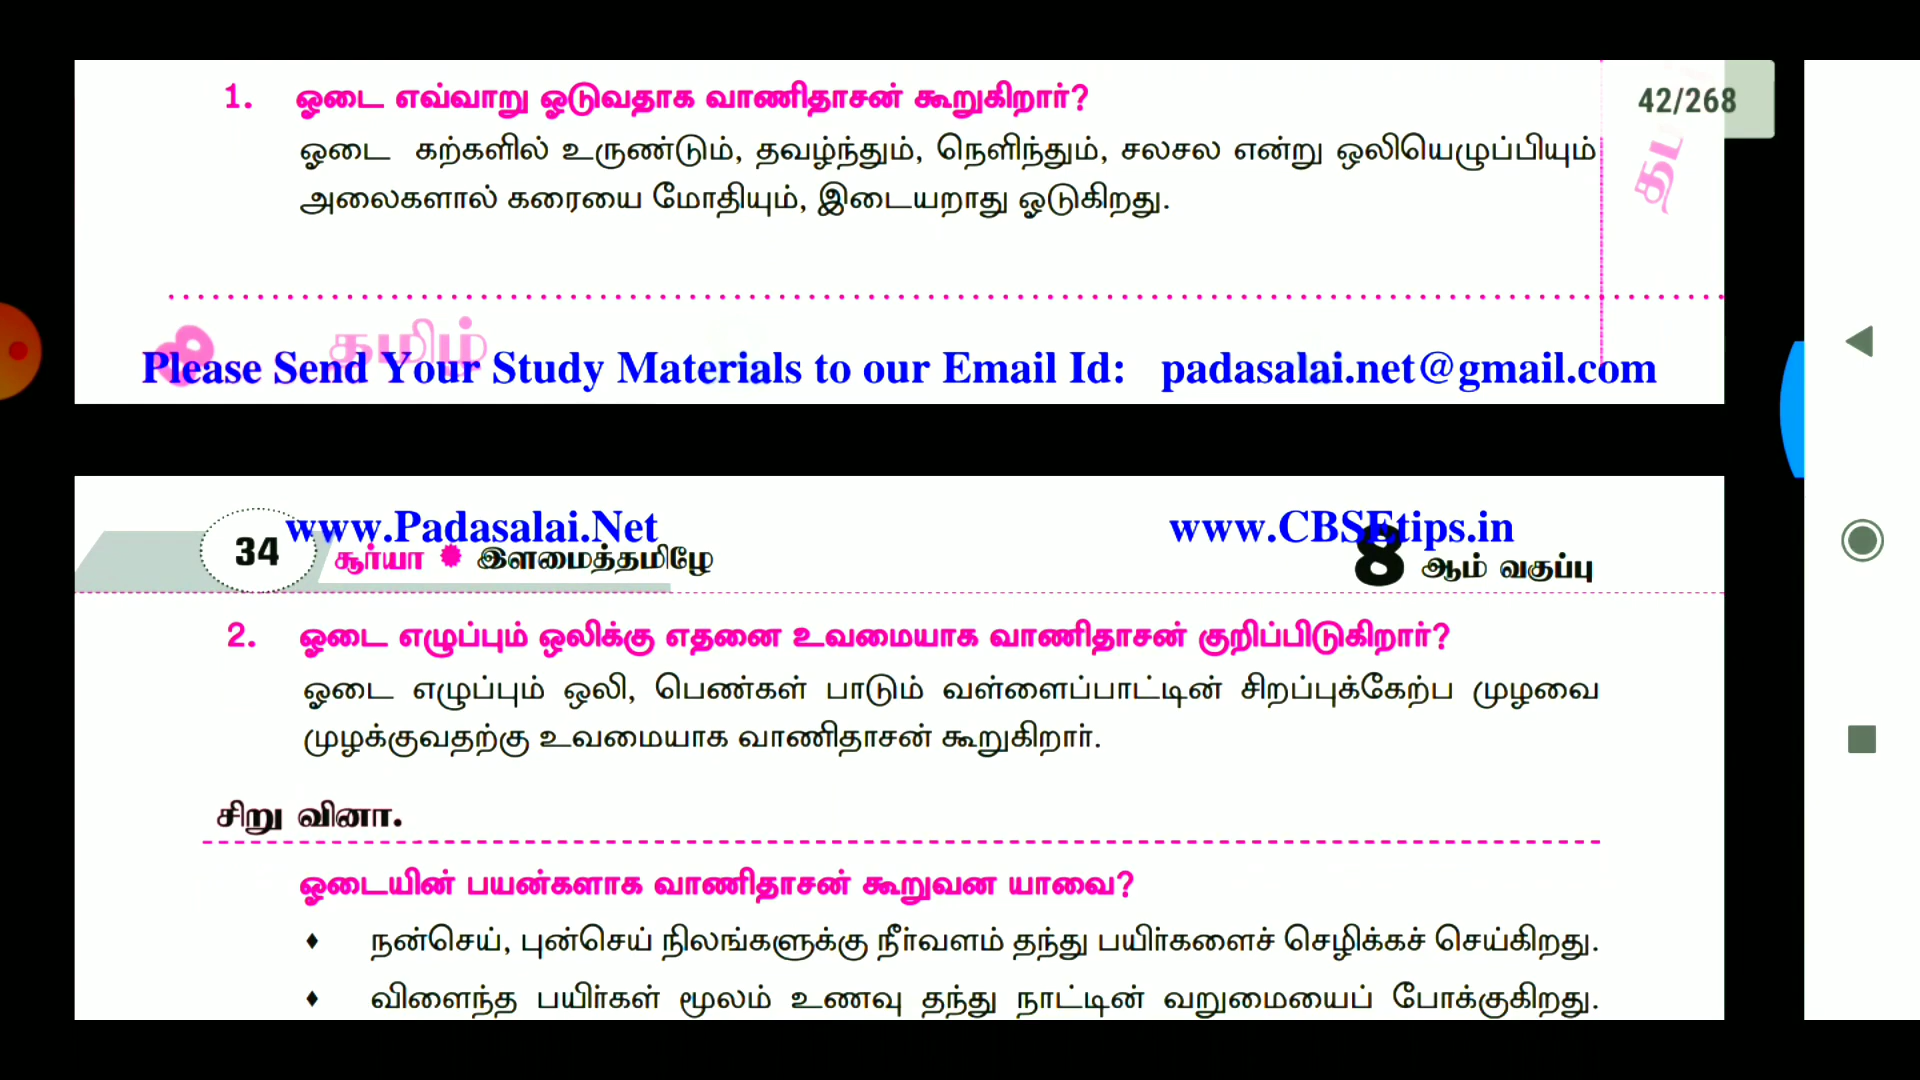 1. ஓடை எவ்வாறு ஓடுவதாக வாணிதாசன் கூறுகிறார்?
42/268
ஓடை கற்களில் உருண்டும், தவழ்ந்தும், நெளிந்தும், சலசல என்று ஒலியெழுப்பியும்
அலைகளால் கரையை மோதியும், இடையறாது ஓடுகிறது.
தமிழ்
Please Send Your Study Materials to our Email Id: padasalai.net@gmail.com
www.Padasalai.Net www.CBSEtips.in
34 சூர்யா இளமைத்தமிழே 8 ஆம் வகுப்பு
2. ஓடை எழுப்பும் ஒலிக்கு எதனை உவமையாக வாணிதாசன் குறிப்பிடுகிறார்?
ஓடை எழுப்பும் ஒலி, பெண்கள் பாடும் வள்ளைப்பாட்டின் சிறப்புக்கேற்ப முழவை
முழக்குவதற்கு உவமையாக வாணிதாசன் கூறுகிறார்.
சிறு வினா.
ஓடையின் பயன்களாக வாணிதாசன் கூறுவன யாவை?
♦ நன்செய், புன்செய் நிலங்களுக்கு நீர்வளம் தந்து பயிர்களைச் செழிக்கச் செய்கிறது.
♦ விளைந்த பயிர்கள் மூலம் உணவு தந்து நாட்டின் வறுமையைப் போக்குகிறது.